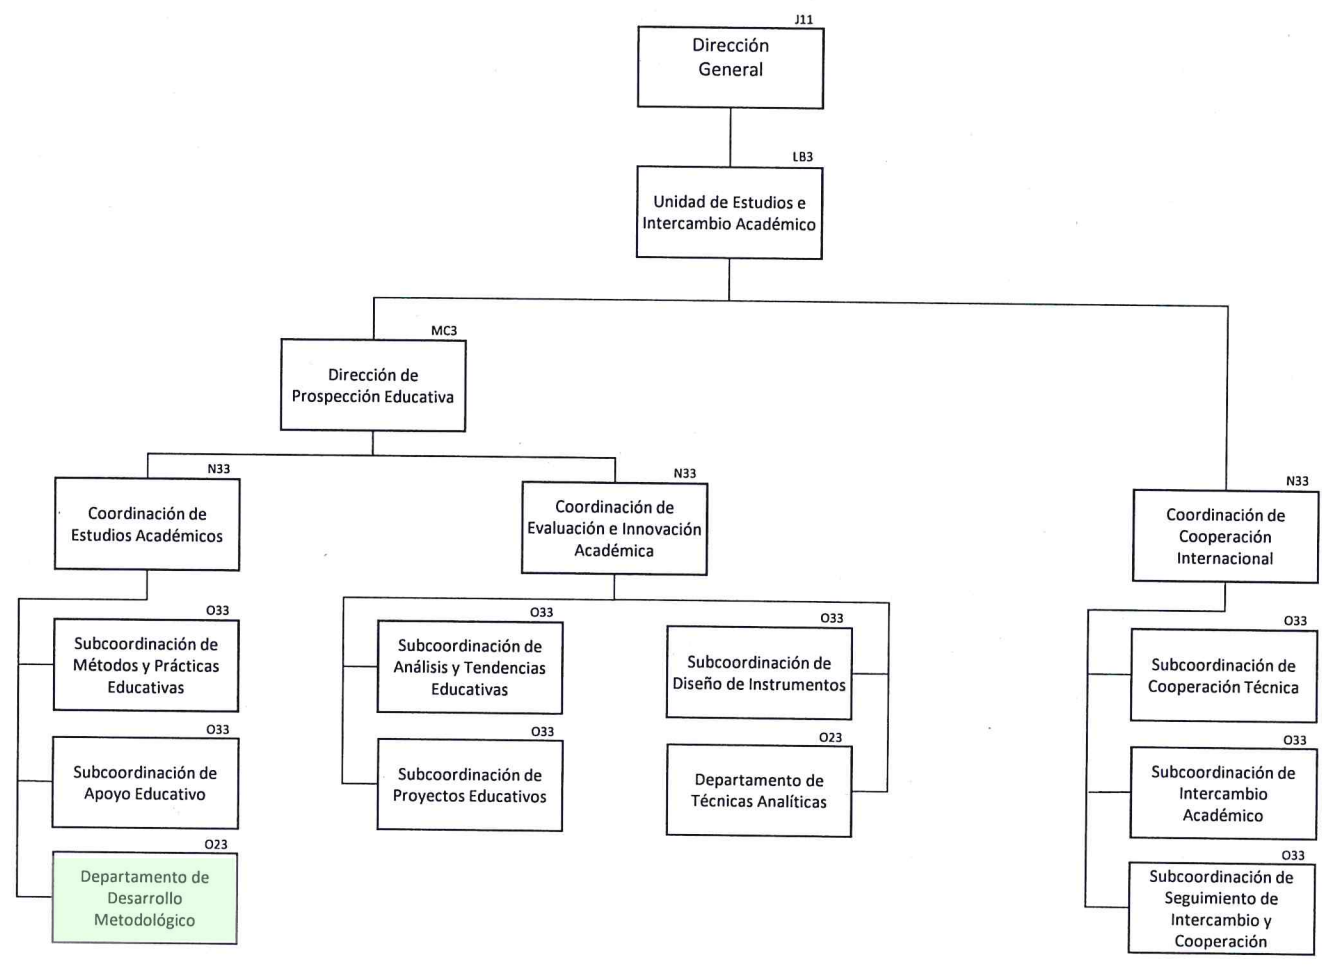 J11
Dirección
General
LB3
Unidad de Estudios e
Intercambio Académico
MC3
Dirección de
Prospección Educativa
N33
Coordinación de
Estudios Académicos
N33
Coordinación de
Evaluación e Innovación
Académica
N33
Coordinación de
Cooperación
Internacional
O33
Subcoordinación de
Métodos y Prácticas
Educativas
O33
Subcoordinación de
Apoyo Educativo
O23
Departamento de
Desarrollo
Metodológico
O33
Subcoordinación de
Análisis y Tendencias
Educativas
O33
Subcoordinación de
Proyectos Educativos
O33
Subcoordinación de
Diseño de Instrumentos
O23
Departamento de
Técnicas Analíticas
O33
Subcoordinación de
Cooperación Técnica
O33
Subcoordinación de
Intercambio
Académico
O33
Subcoordinación de
Seguimiento de
Intercambio y
Cooperación